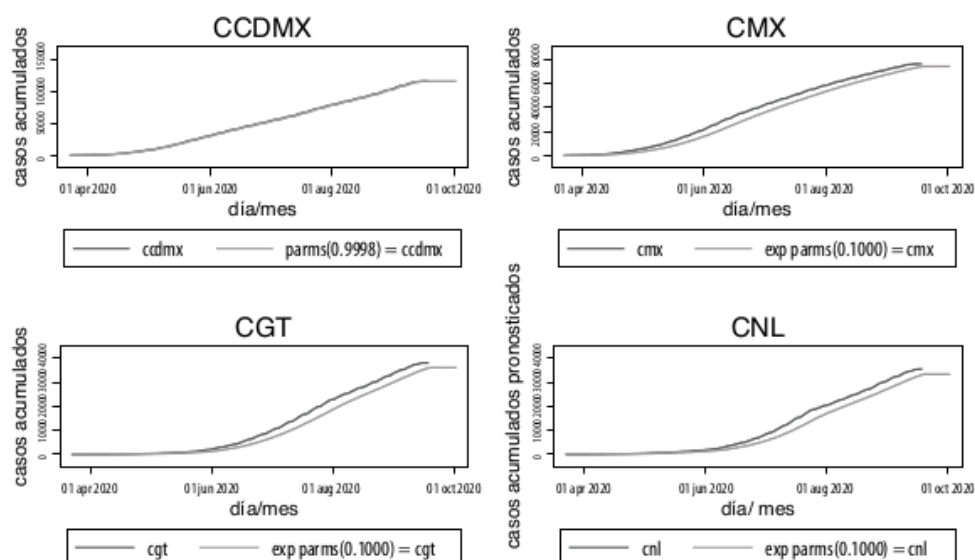 CCDMX
casos acumulados
150000
100000
50000
0
01 apr 2020 01 jun 2020 01 aug 2020 01 oct 2020
día/mes
ccdmx parms(0.9998) = ccdmx
CMX
casos acumulados
80000
60000
40000
20000
0
01 apr 2020 01 jun 2020 01 aug 2020 01 oct 2020
día/mes
cmx exp parms(0.1000) = cmx
CGT
casos acumulados
40000
30000
20000
10000
0
01 apr 2020 01 jun 2020 01 aug 2020 01 oct 2020
día/mes
cgt exp parms(0.1000) = cgt
CNL
casos acumulados pronosticados
40000
30000
20000
10000
0
01 apr 2020 01 jun 2020 01 aug 2020 01 oct 2020
día/ mes
cnl exp parms(0.1000) = cnl